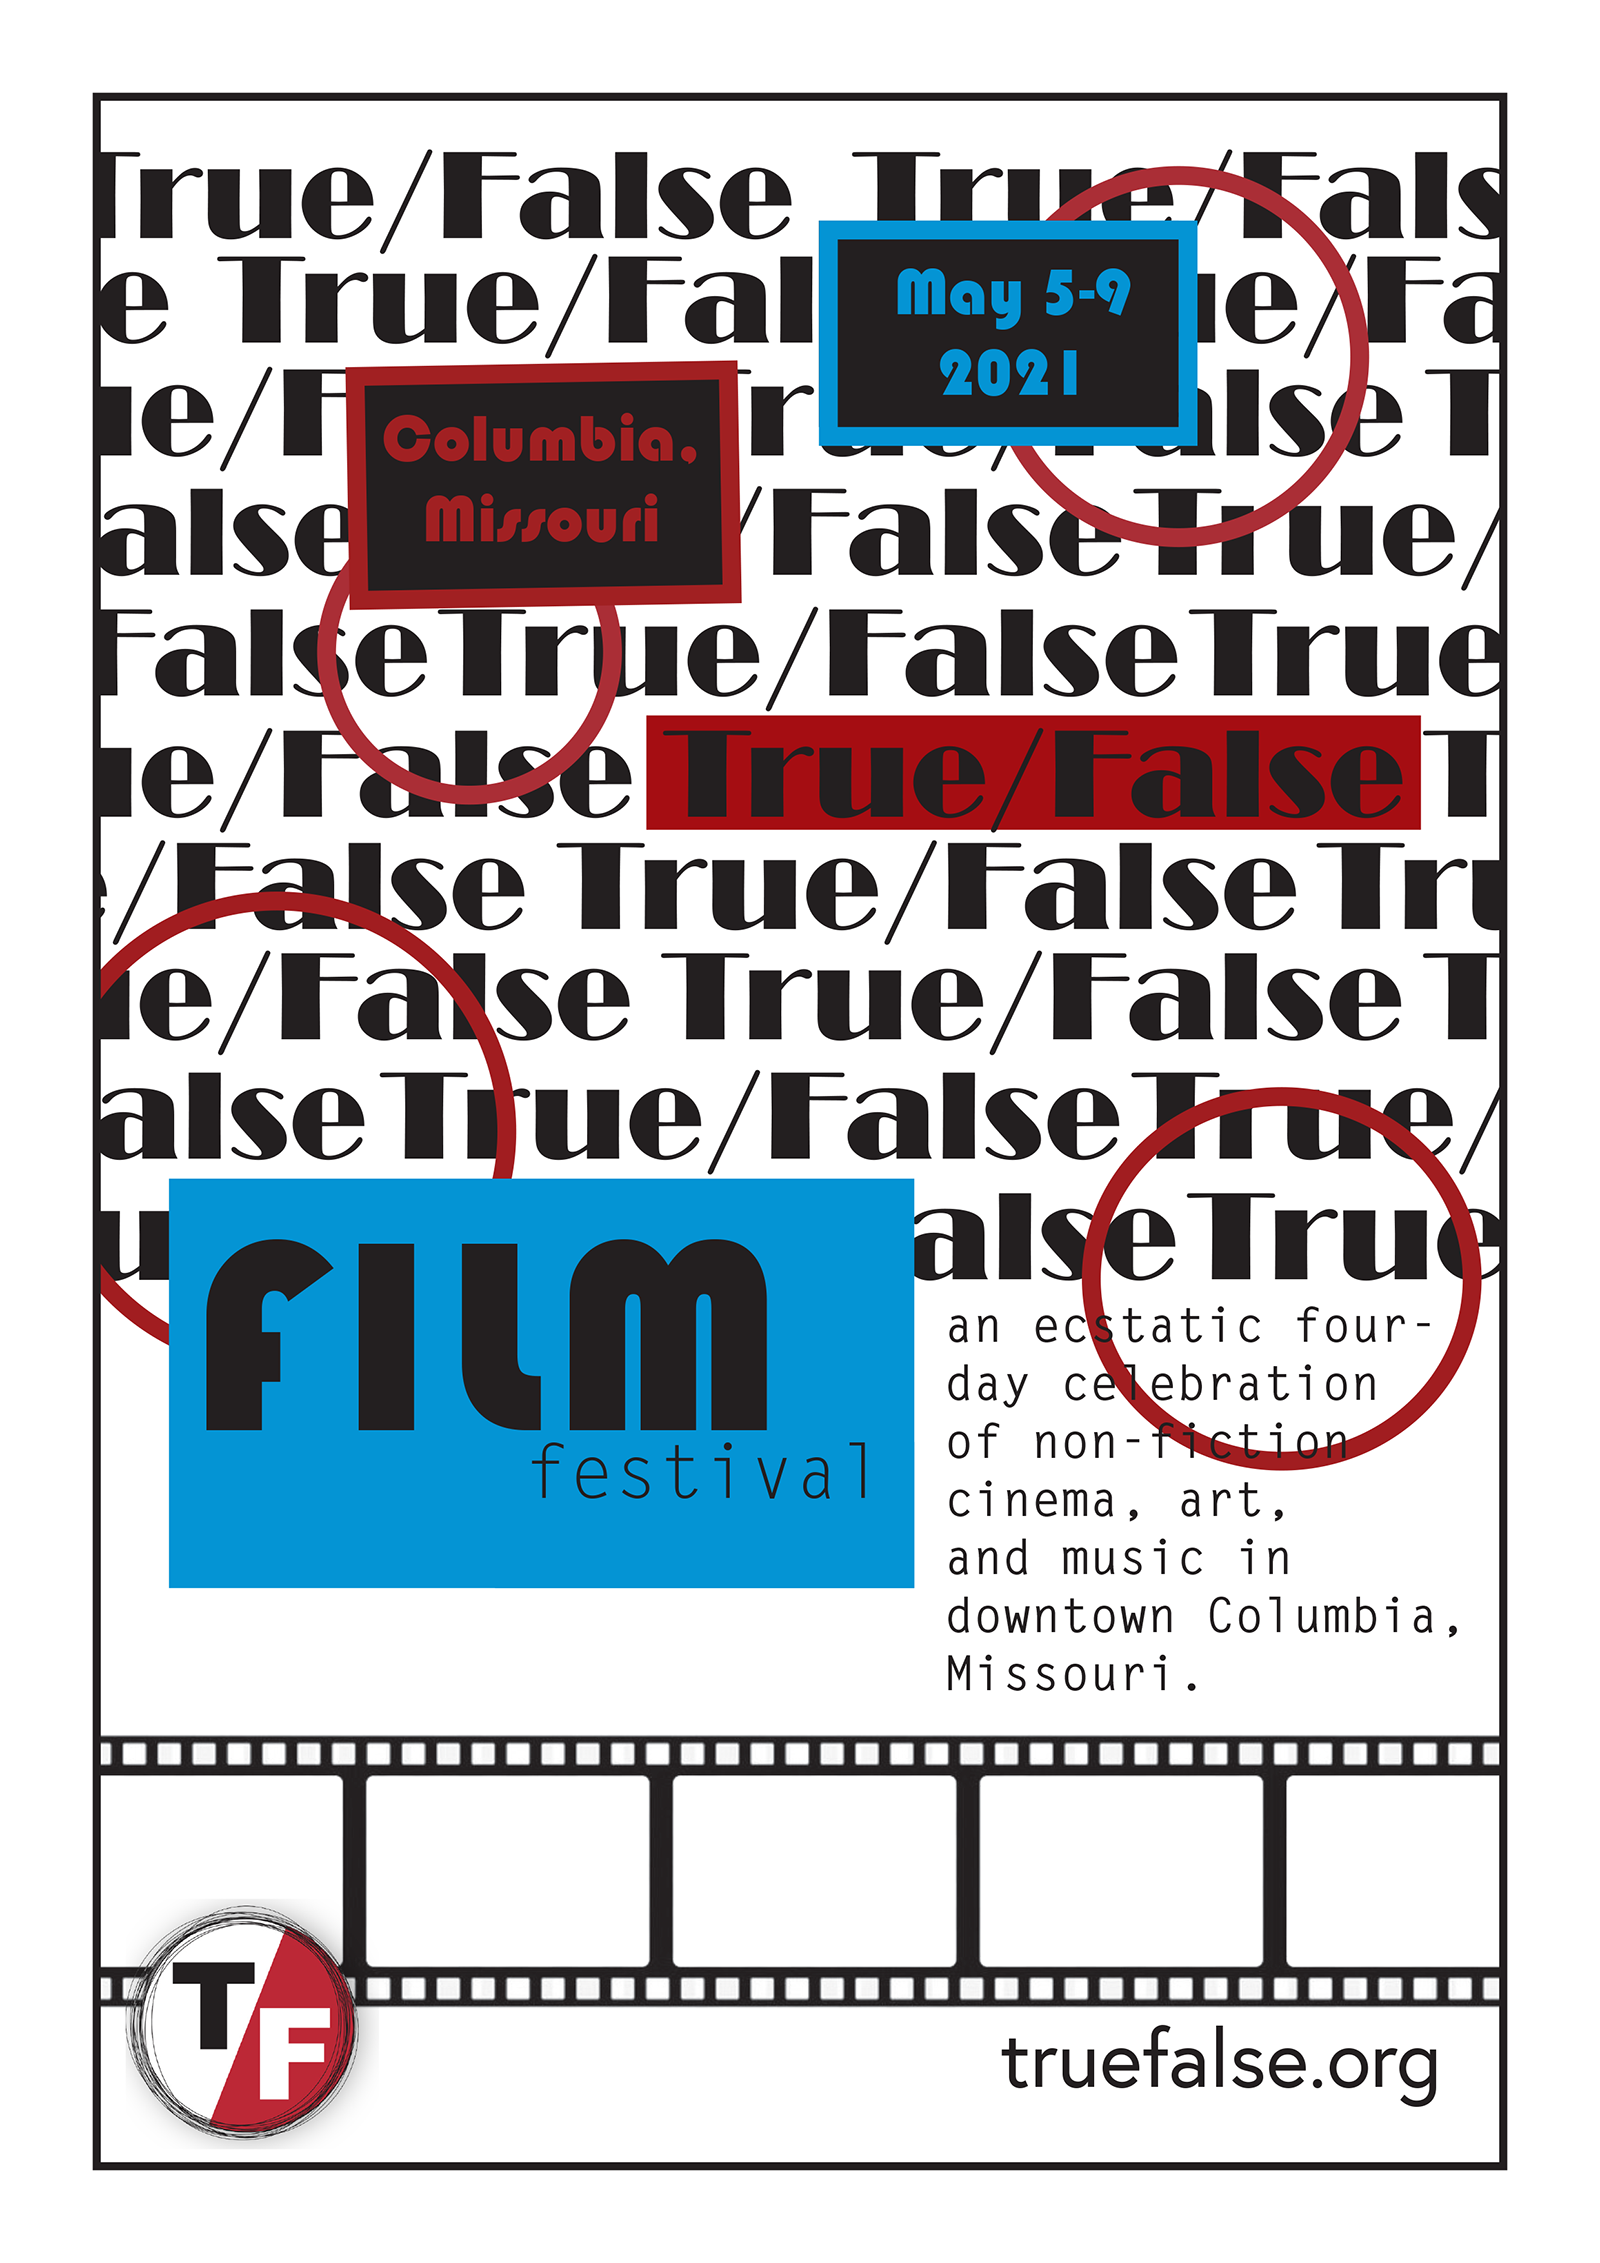 True/False True/Fals
e True/Fal ue/Fa
May 5-9
2021
ue/F True/False T
Columbia,
Missouri
alse /False True/
False True/False True
ue/False True/False T
e/False True/False Tru
ue/False True/False T
alse True/False True/
u alse True
FILM
festival
an ecstatic four-
day celebration
of non-fiction
cinema, art,
and music in
downtown Columbia,
Missouri.
T/F
truefalse.org